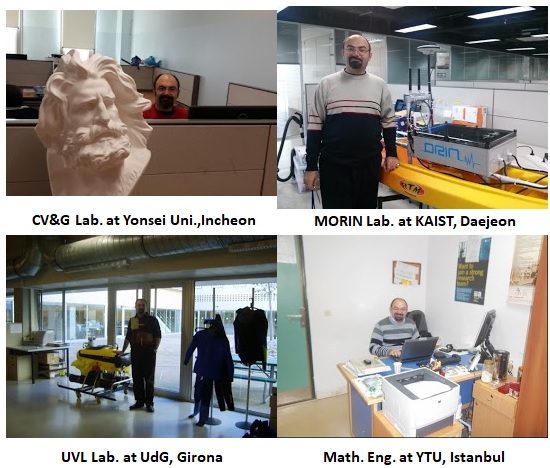 CV&G Lab. at Yonsei Uni.,Incheon
MORIN Lab. at KAIST, Daejeon
UVL Lab. at UdG, Girona
Math. Eng. at YTU, Istanbul